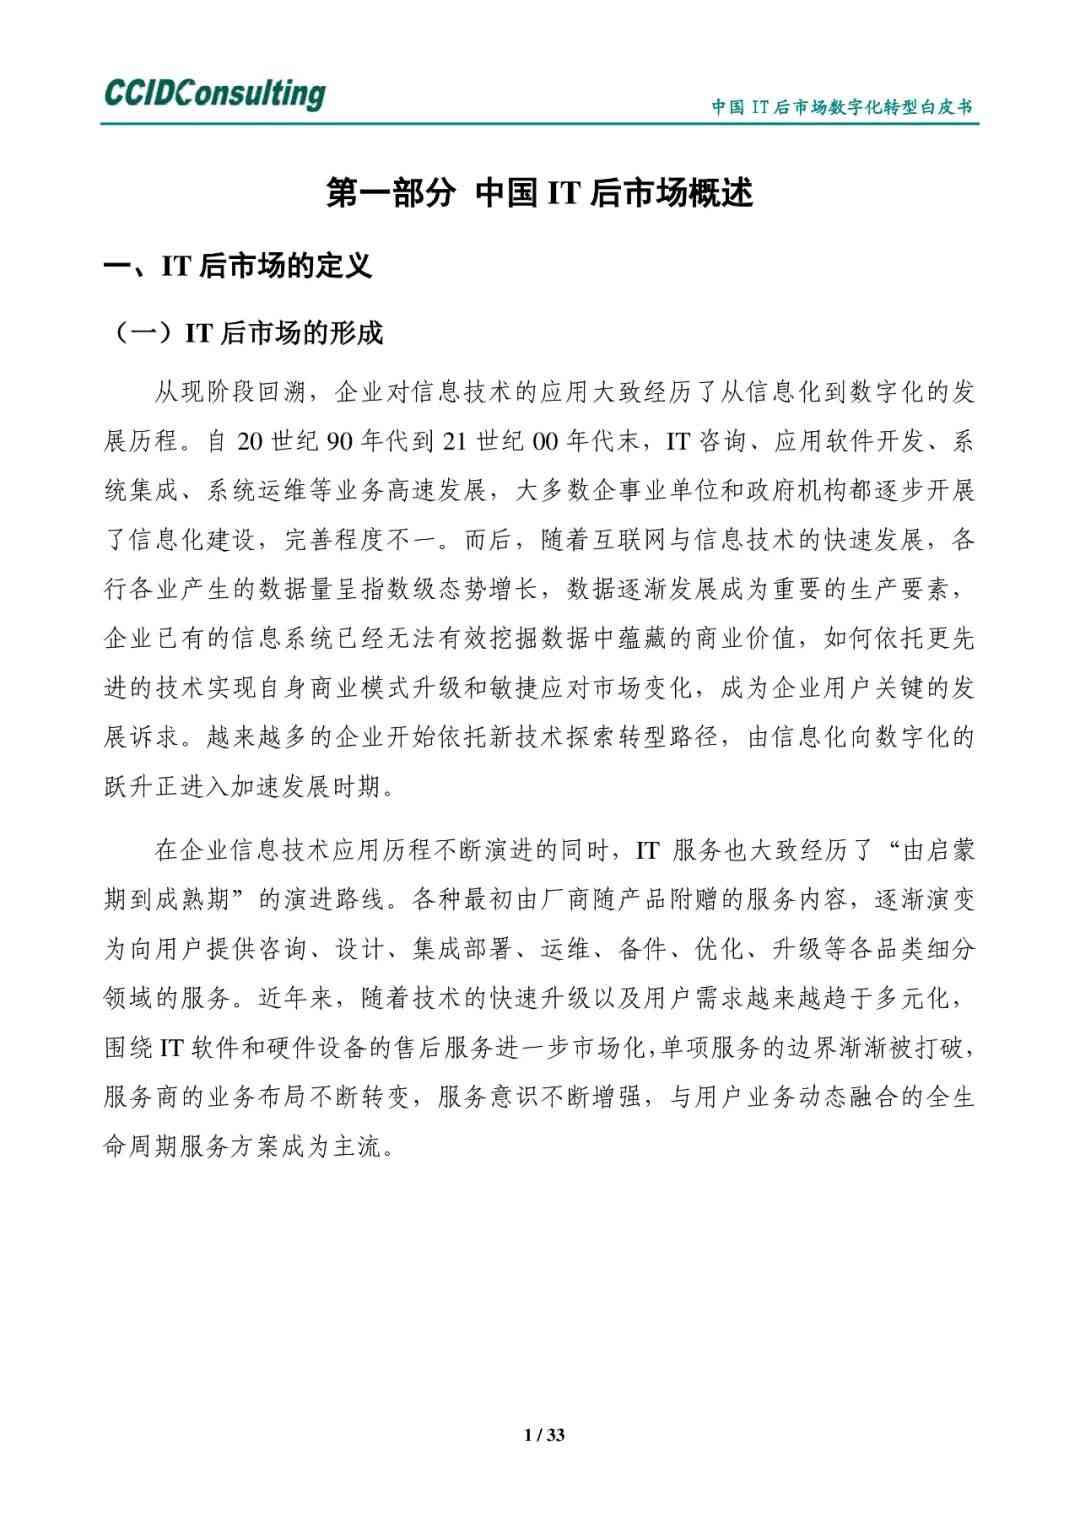 CCIDConsulting
中国 IT 后市场数字化转型白皮书
第一部分 中国 IT 后市场概述
一、IT 后市场的定义
（一）IT 后市场的形成
从现阶段回溯，企业对信息技术的应用大致经历了从信息化到数字化的发
展历程。自 20 世纪 90 年代到 21 世纪 00 年代末，IT 咨询、应用软件开发、系
统集成、系统运维等业务高速发展，大多数企事业单位和政府机构都逐步开展
了信息化建设，完善程度不一。而后，随着互联网与信息技术的快速发展，各
行各业产生的数据量呈指数级态势增长，数据逐渐发展成为重要的生产要素，
企业已有的信息系统已经无法有效挖掘数据中蕴藏的商业价值，如何依托更先
进的技术实现自身商业模式升级和敏捷应对市场变化，成为企业用户关键的发
展诉求。越来越多的企业开始依托新技术探索转型路径，由信息化向数字化的
跃升正进入加速发展时期。
在企业信息技术应用历程不断演进的同时，IT 服务也大致经历了“由启蒙
期到成熟期”的演进路线。各种最初由厂商随产品附赠的服务内容，逐渐演变
为向用户提供咨询、设计、集成部署、运维、备件、优化、升级等各品类细分
领域的服务。近年来，随着技术的快速升级以及用户需求越来越趋于多元化，
围绕 IT 软件和硬件设备的售后服务进一步市场化，单项服务的边界渐渐被打破，
服务商的业务布局不断转变，服务意识不断增强，与用户业务动态融合的全生
命周期服务方案成为主流。
1 / 33